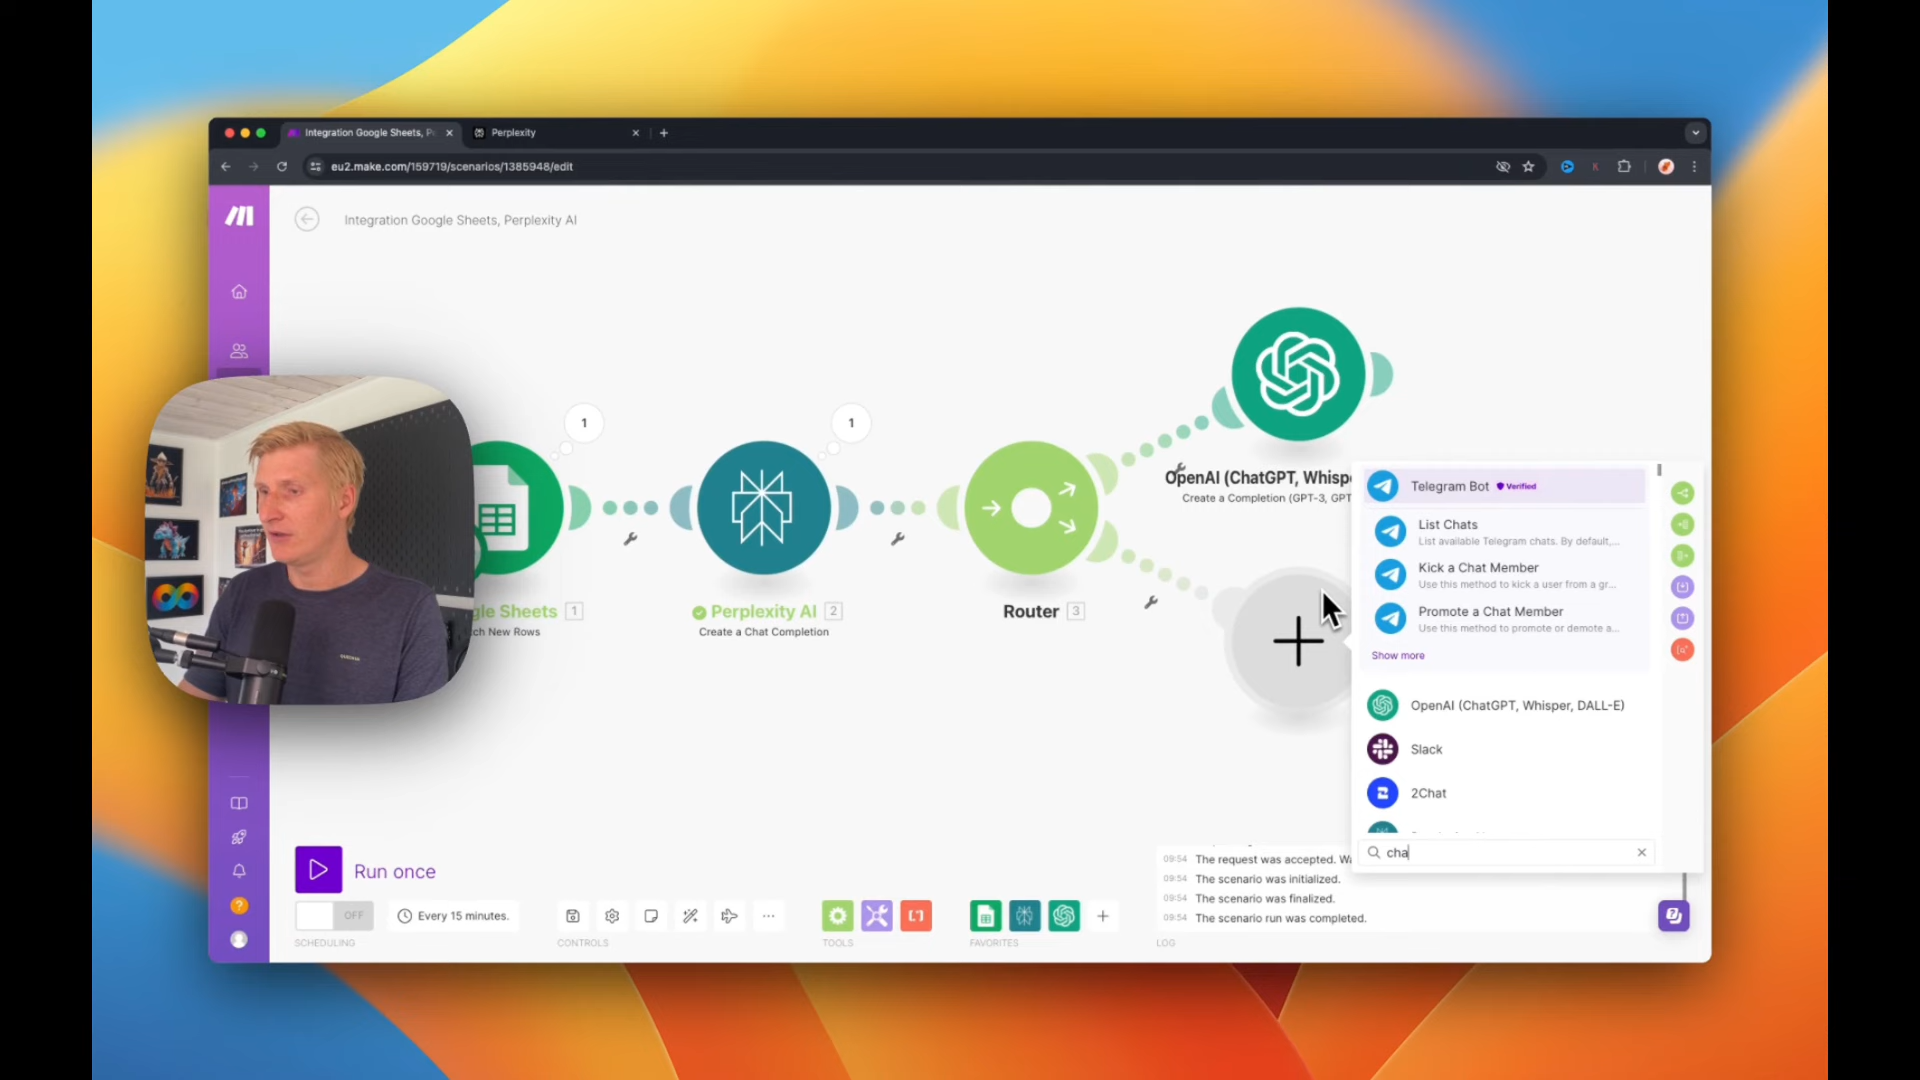 Integration Google Sheets, P
Perplexity
eu2.make.com/159719/scenarios/1385948/edit
Integration Google Sheets, Perplexity AI
1
1
OpenAI (ChatGPT, Whisp
Create a Completion (GPT-3, GPT
Telegram Bot Verified
List Chats
List available Telegram chats. By default,...
Kick a Chat Member
Use this method to kick a user from a gr...
Promote a Chat Member
Use this method to promote or demote a...
Show more
gle Sheets 1
ch New Rows
Perplexity AI 2
Create a Chat Completion
Router 3
OpenAI (ChatGPT, Whisper, DALL-E)
Slack
2Chat
cha
Run once
OFF
Every 15 minutes.
SCHEDULING
CONTROLS
TOOLS
FAVORITES
09:54 The request was accepted. Wa
09:54 The scenario was initialized.
09:54 The scenario was finalized.
09:54 The scenario run was completed.
LOG